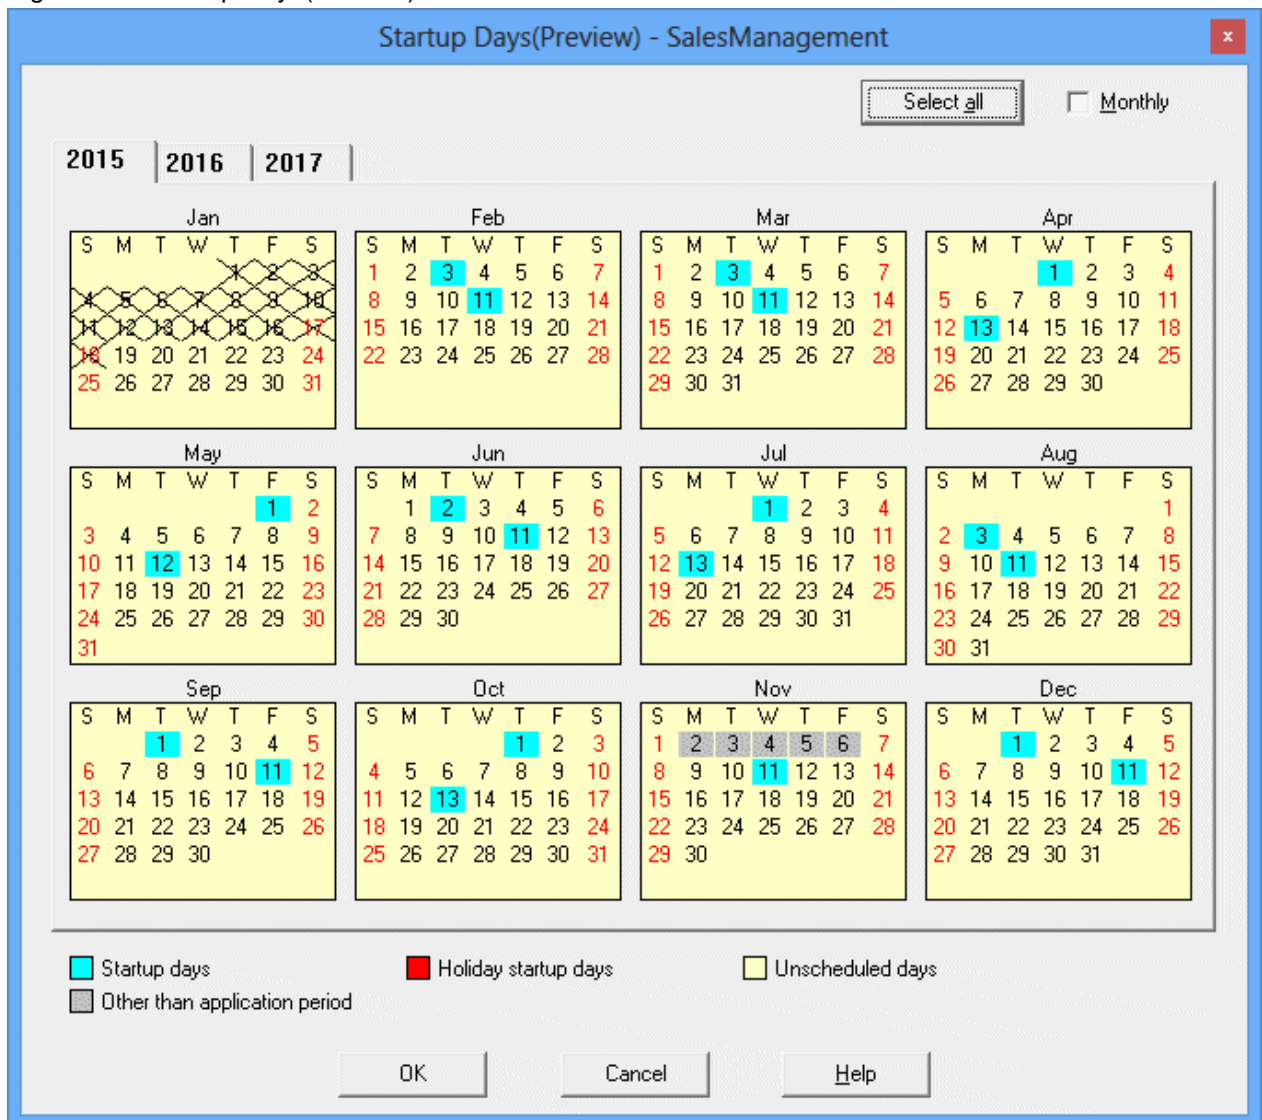 Startup Days(Preview) - SalesManagement
x
Select all Monthly
2015 2016 2017
Jan Feb Mar Apr
S M T W T F S S M T W T F S S M T W T F S S M T W T F S
1 2 3 1 2 3 4 5 6 7 1 2 3 4 5 6 7 1 2 3 4
4 5 6 7 8 9 10 8 9 10 11 12 13 14 8 9 10 11 12 13 14 5 6 7 8 9 10 11
11 12 13 14 15 16 17 15 16 17 18 19 20 21 15 16 17 18 19 20 21 12 13 14 15 16 17 18
18 19 20 21 22 23 24 22 23 24 25 26 27 28 22 23 24 25 26 27 28 19 20 21 22 23 24 25
25 26 27 28 29 30 31 29 30 31 26 27 28 29 30
May Jun Jul Aug
S M T W T F S S M T W T F S S M T W T F S S M T W T F S
1 2 1 2 3 4 5 6 1 2 3 4 1
3 4 5 6 7 8 9 7 8 9 10 11 12 13 5 6 7 8 9 10 11 2 3 4 5 6 7 8
10 11 12 13 14 15 16 14 15 16 17 18 19 20 12 13 14 15 16 17 18 9 10 11 12 13 14 15
17 18 19 20 21 22 23 21 22 23 24 25 26 27 19 20 21 22 23 24 25 16 17 18 19 20 21 22
24 25 26 27 28 29 30 28 29 30 26 27 28 29 30 31 23 24 25 26 27 28 29
31 30 31
Sep Oct Nov Dec
S M T W T F S S M T W T F S S M T W T F S S M T W T F S
1 2 3 4 5 1 2 3 1 2 3 4 5 6 7 1 2 3 4 5
6 7 8 9 10 11 12 4 5 6 7 8 9 10 8 9 10 11 12 13 14 6 7 8 9 10 11 12
13 14 15 16 17 18 19 11 12 13 14 15 16 17 15 16 17 18 19 20 21 13 14 15 16 17 18 19
20 21 22 23 24 25 26 18 19 20 21 22 23 24 22 23 24 25 26 27 28 20 21 22 23 24 25 26
27 28 29 30 25 26 27 28 29 30 31 29 30 27 28 29 30 31
Startup days Holiday startup days Unscheduled days
Other than application period
OK Cancel Help